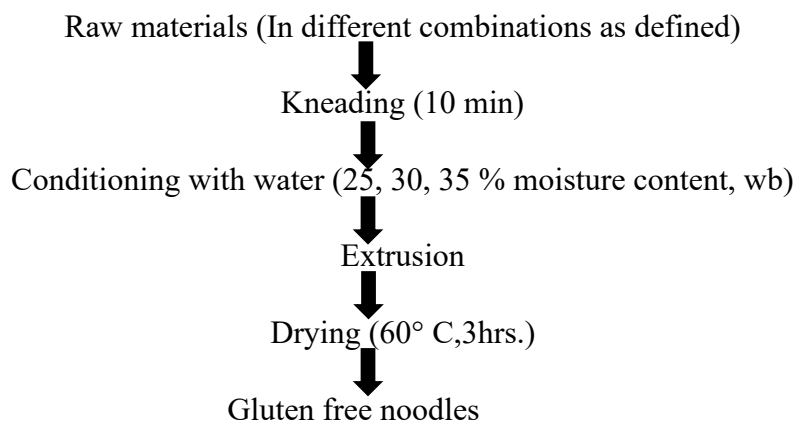 Raw materials (In different combinations as defined)
Kneading (10 min)
Conditioning with water (25, 30, 35 % moisture content, wb)
Extrusion
Drying (60° C,3hrs.)
Gluten free noodles